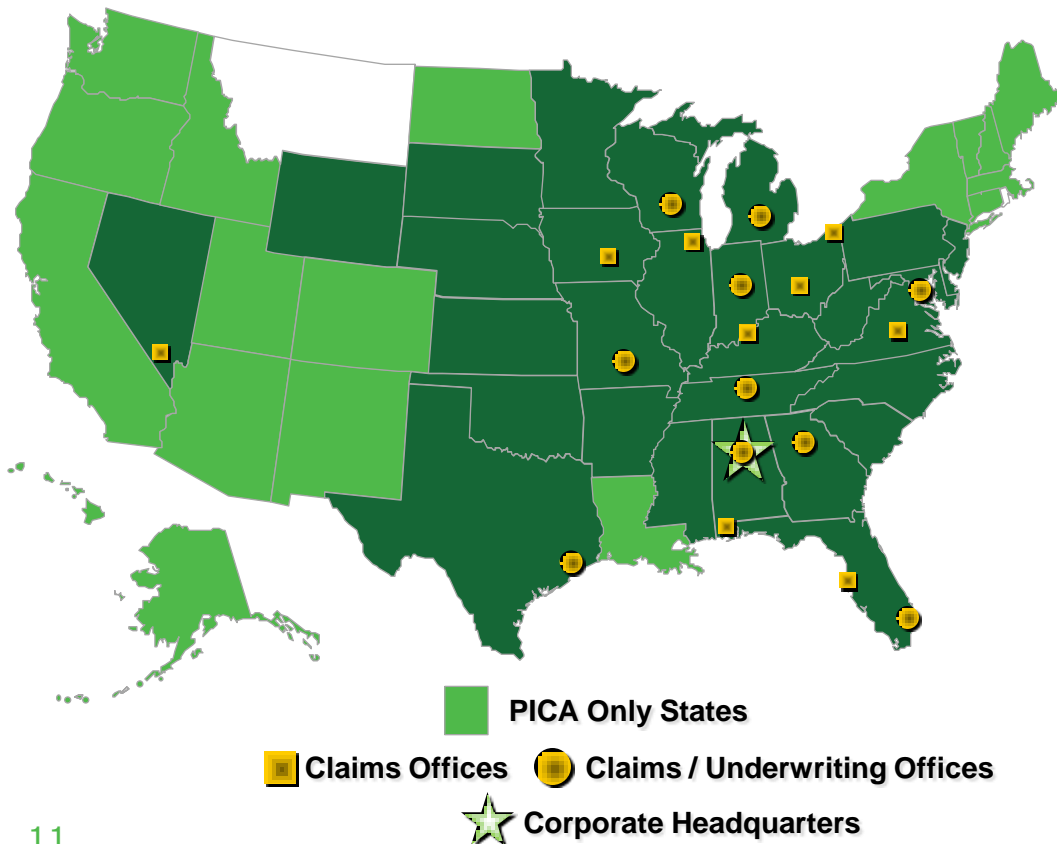 PICA Only States
Claims Offices Claims / Underwriting Offices
Corporate Headquarters
11